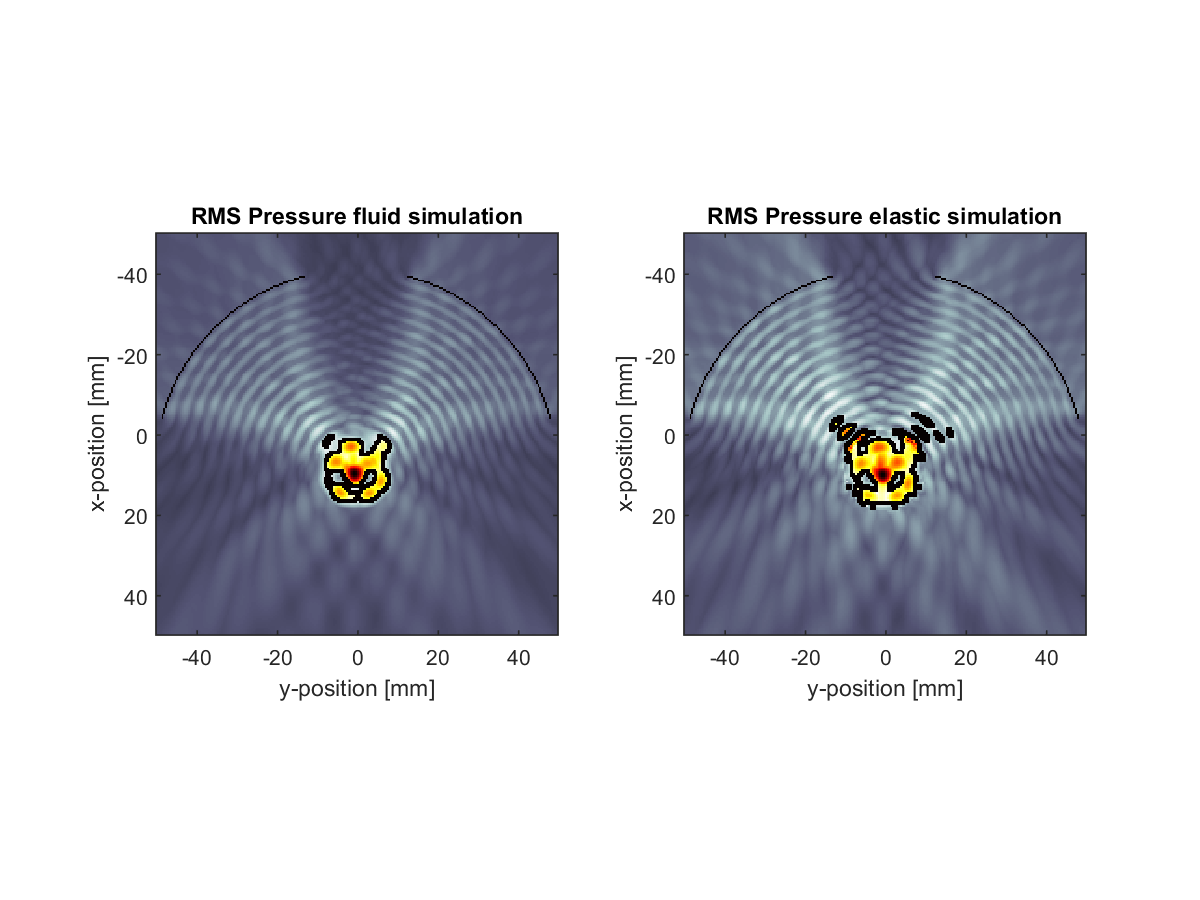 RMS Pressure fluid simulation
-40
-20
0
20
40
x-position [mm]
-40 -20 0 20 40
y-position [mm]
RMS Pressure elastic simulation
-40
-20
0
20
40
x-position [mm]
-40 -20 0 20 40
y-position [mm]